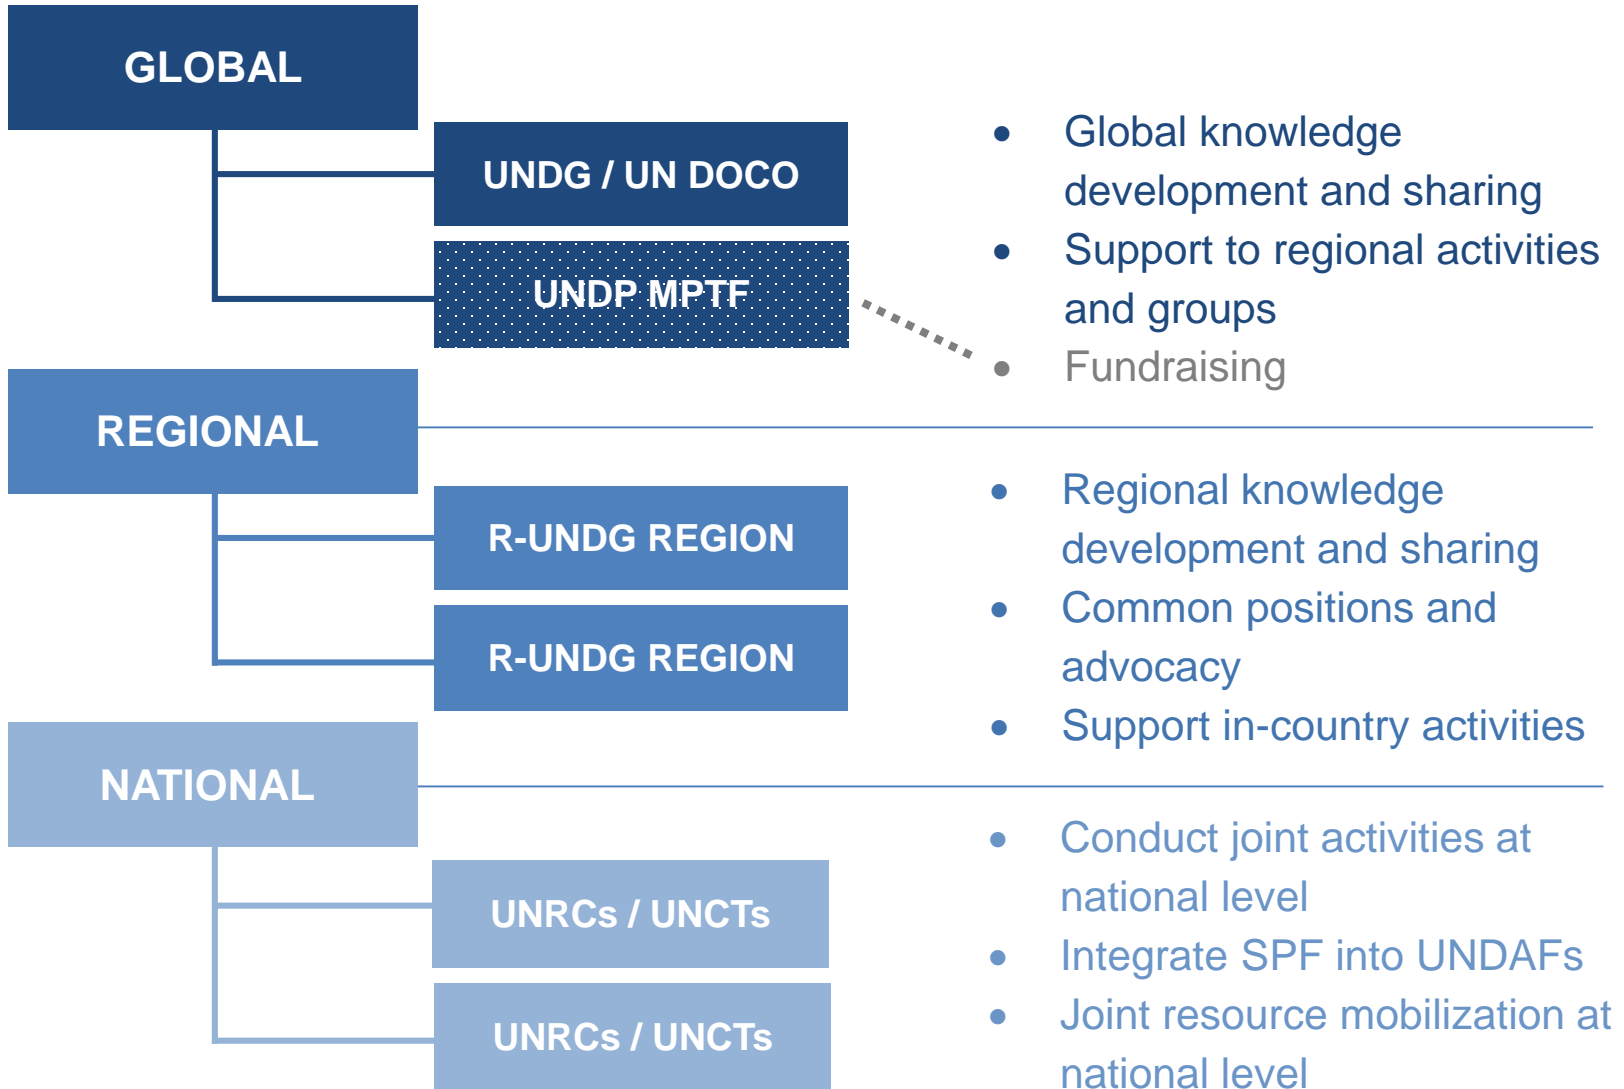 GLOBAL
UNDG / UN DOCO
UNDP MPTF
● Global knowledge
development and sharing
● Support to regional activities
and groups
● Fundraising
REGIONAL
R-UNDG REGION
R-UNDG REGION
● Regional knowledge
development and sharing
● Common positions and
advocacy
● Support in-country activities
NATIONAL
UNRCs / UNCTs
UNRCs / UNCTs
● Conduct joint activities at
national level
● Integrate SPF into UNDAFs
● Joint resource mobilization at
national level